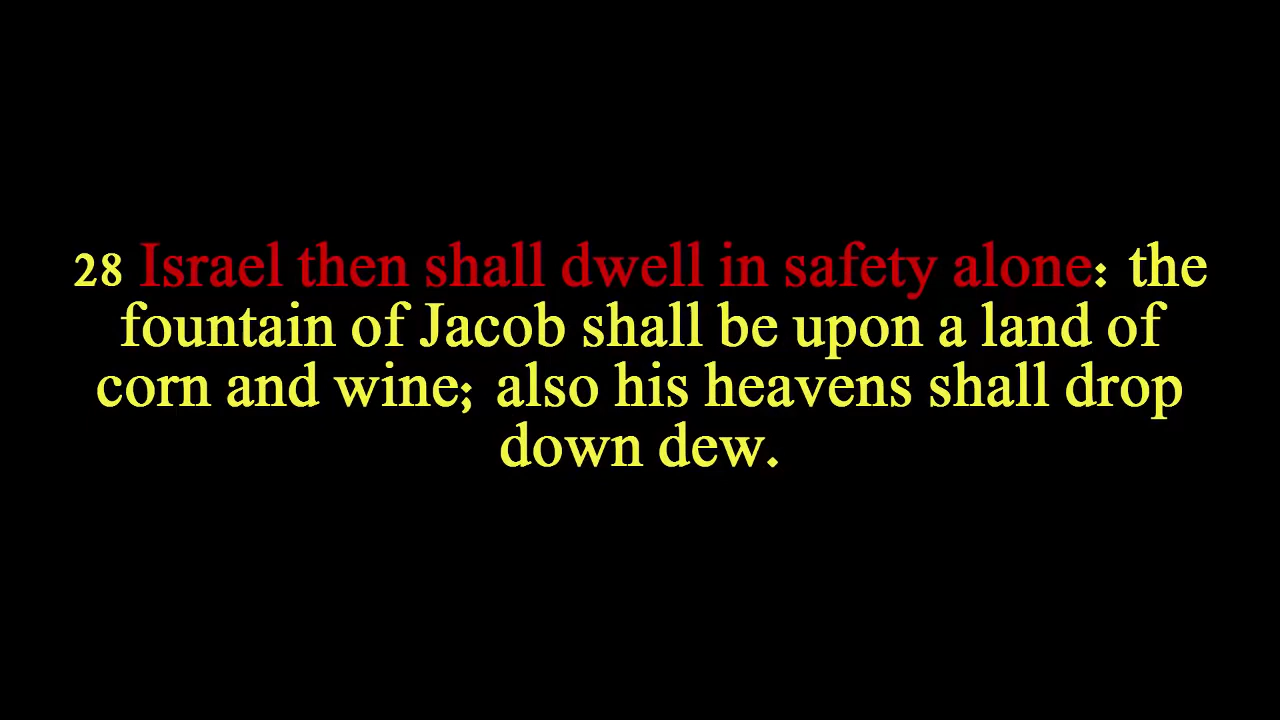 28 Israel then shall dwell in safety alone: the
fountain of Jacob shall be upon a land of
corn and wine; also his heavens shall drop
down dew.